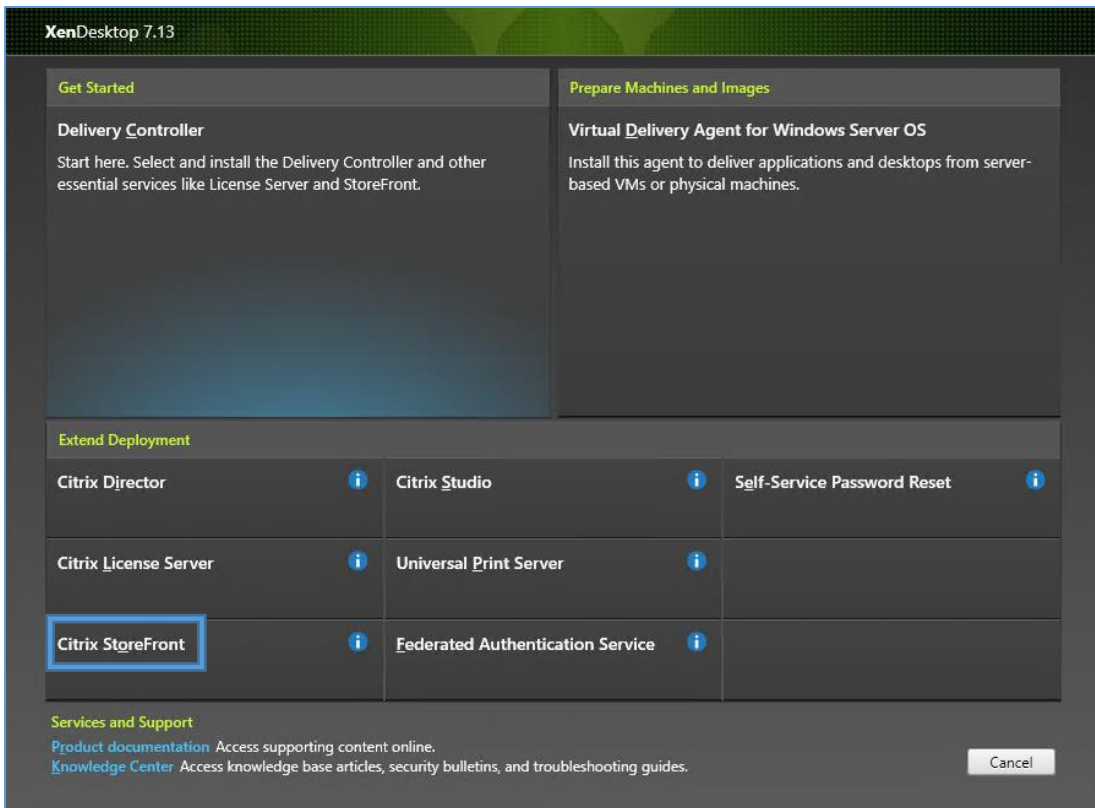 XenDesktop 7.13
Get Started
Delivery Controller
Start here. Select and install the Delivery Controller and other
essential services like License Server and StoreFront.
Prepare Machines and Images
Virtual Delivery Agent for Windows Server OS
Install this agent to deliver applications and desktops from server-
based VMs or physical machines.
Extend Deployment
Citrix Director
Citrix Studio
Self-Service Password Reset
Citrix License Server
Universal Print Server
Citrix StoreFront
Federated Authentication Service
Services and Support
Product documentation Access supporting content online.
Knowledge Center Access knowledge base articles, security bulletins, and troubleshooting guides.
Cancel